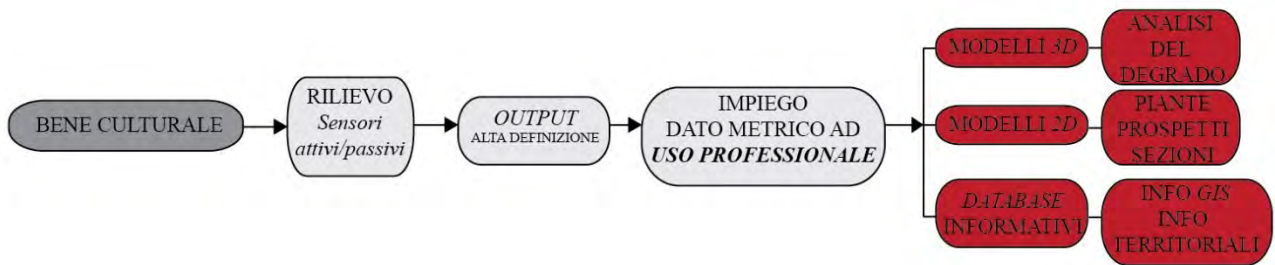 BENE CULTURALE
RILIEVO
Sensori
attivi/passivi
OUTPUT
ALTA DEFINIZIONE
IMPIEGO
DATO METRICO AD
USO PROFESSIONALE
MODELLI 3D
ANALISI
DEL
DEGRADO
MODELLI 2D
PIANTE
PROSPETTI
SEZIONI
DATABASE
INFORMATIVI
INFO GIS
INFO
TERRITORIALI